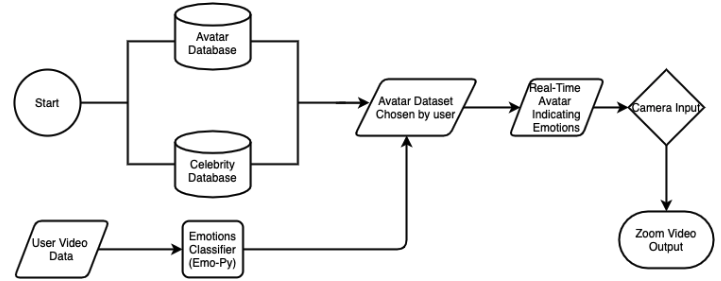 Avatar
Database
Start
Celebrity
Database
Avatar Dataset
Chosen by user
Real-Time
Avatar
Indicating
Emotions
Camera Input
User Video
Data
Emotions
Classifier
(Emo-Py)
Zoom Video
Output